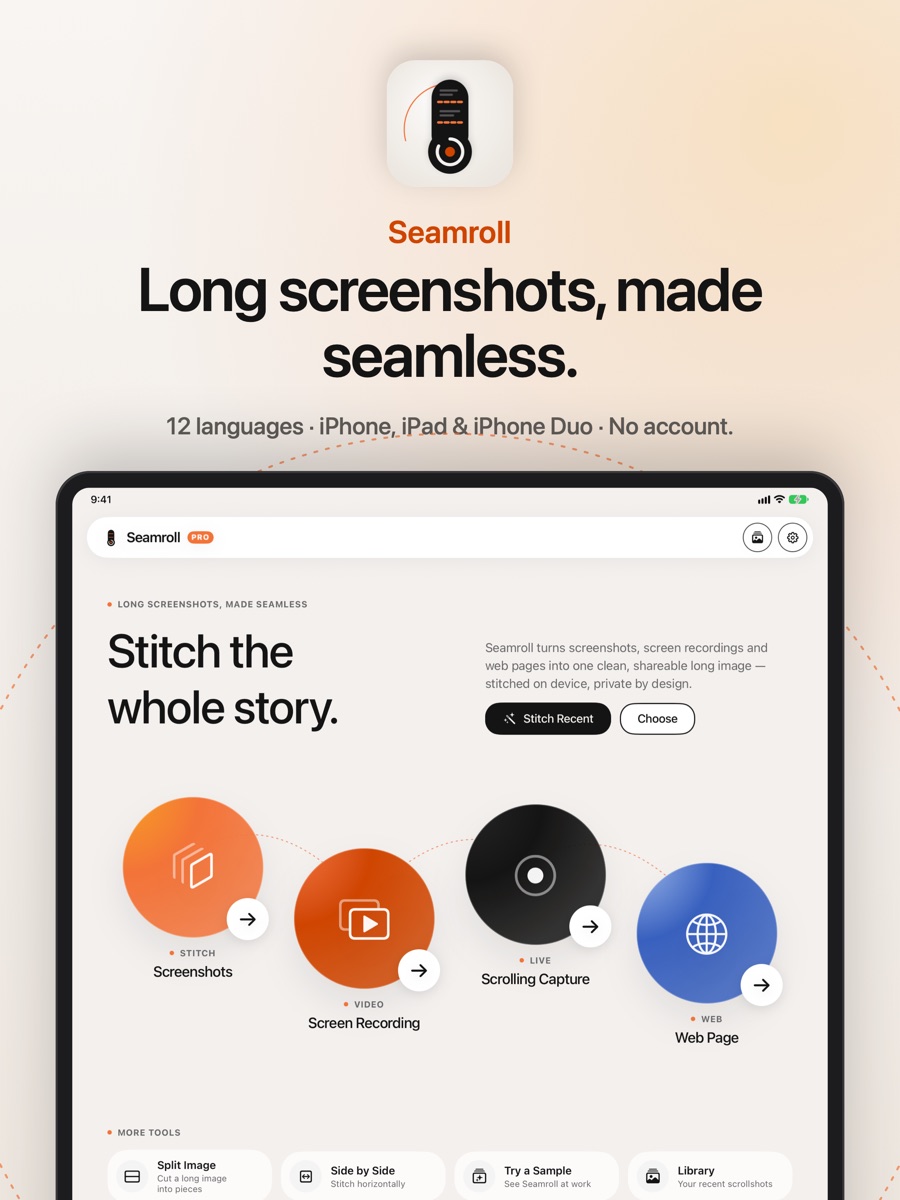 Seamroll
Long screenshots, made
seamless.
12 languages · iPhone, iPad & iPhone Duo · No account.
9:41
Seamroll PRO
LONG SCREENSHOTS, MADE SEAMLESS
Stitch the
whole story.
Seamroll turns screenshots, screen recordings and
web pages into one clean, shareable long image —
stitched on device, private by design.
Stitch Recent
Choose
STITCH
Screenshots
VIDEO
Screen Recording
LIVE
Scrolling Capture
WEB
Web Page
MORE TOOLS
Split Image
Cut a long image
into pieces
Side by Side
Stitch horizontally
Try a Sample
See Seamroll at work
Library
Your recent scrollshots